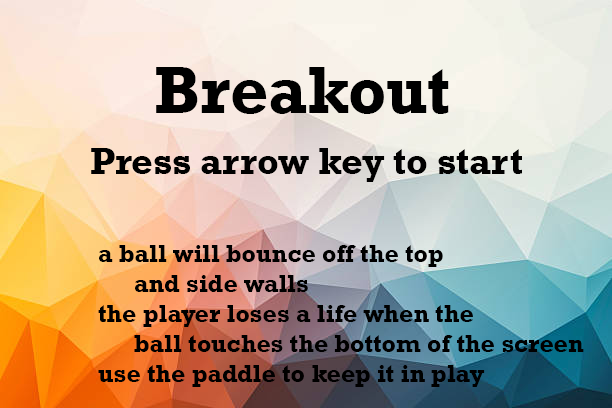 Breakout
Press arrow key to start
a ball will bounce off the top
and side walls
the player loses a life when the
ball touches the bottom of the screen
use the paddle to keep it in play